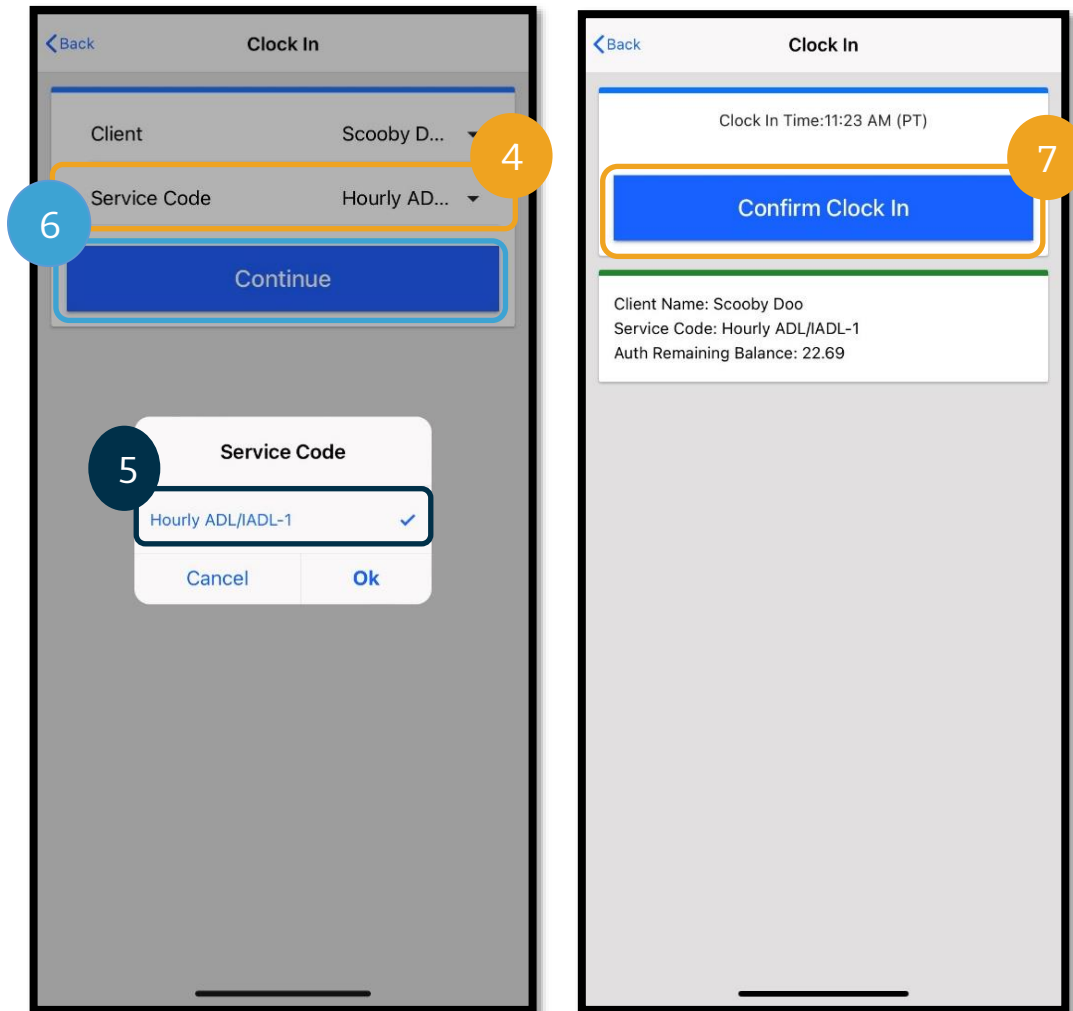 Back Clock In
Client Scooby D...
4
Service Code Hourly AD...
6
Continue
5
Service Code
Hourly ADL/IADL-1
Cancel Ok
Back Clock In
Clock In Time:11:23 AM (PT)
7
Confirm Clock In
Client Name: Scooby Doo
Service Code: Hourly ADL/IADL-1
Auth Remaining Balance: 22.69